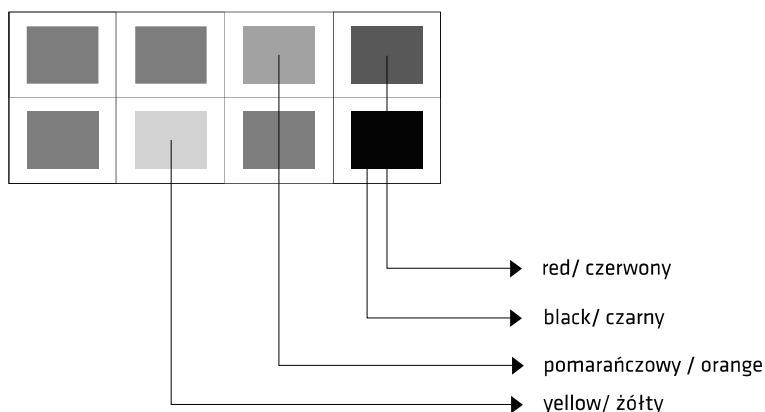 red/ czerwony
black/ czarny
pomarańczowy / orange
yellow/ żółty